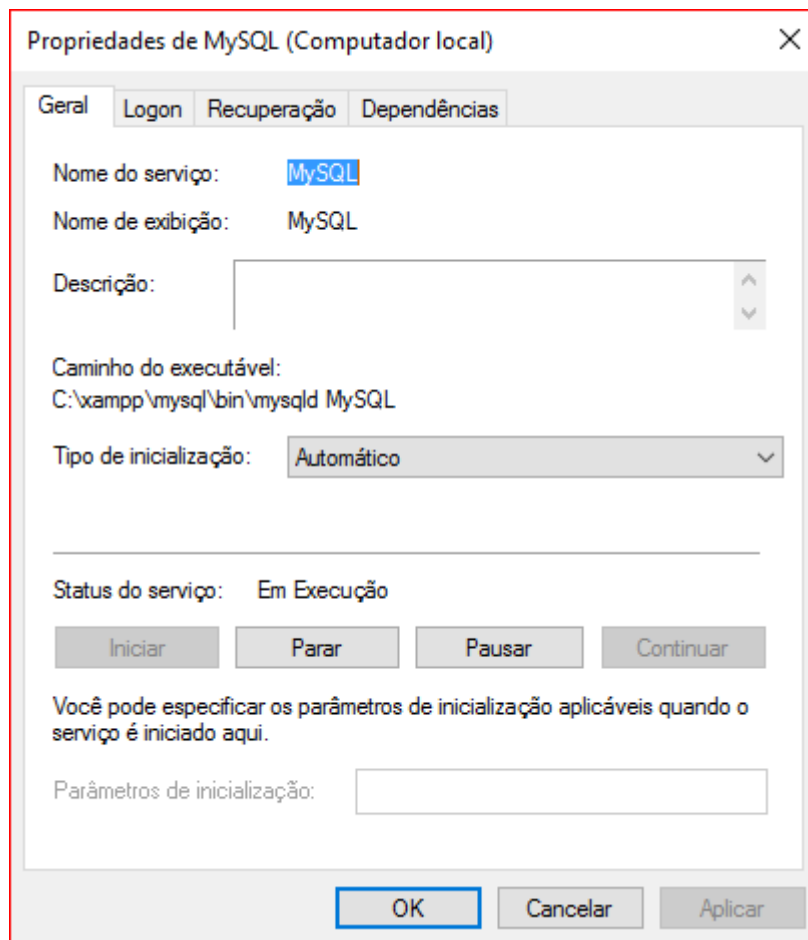 Propriedades de MySQL (Computador local)
Geral Logon Recuperação Dependências
Nome do serviço: MySQL
Nome de exibição: MySQL
Descrição:
Caminho do executável:
C:\xampp\mysql\bin\mysqld MySQL
Tipo de inicialização: Automático
Status do serviço: Em Execução
Iniciar Parar Pausar Continuar
Você pode especificar os parâmetros de inicialização aplicáveis quando o
serviço é iniciado aqui.
Parâmetros de inicialização:
OK Cancelar Aplicar